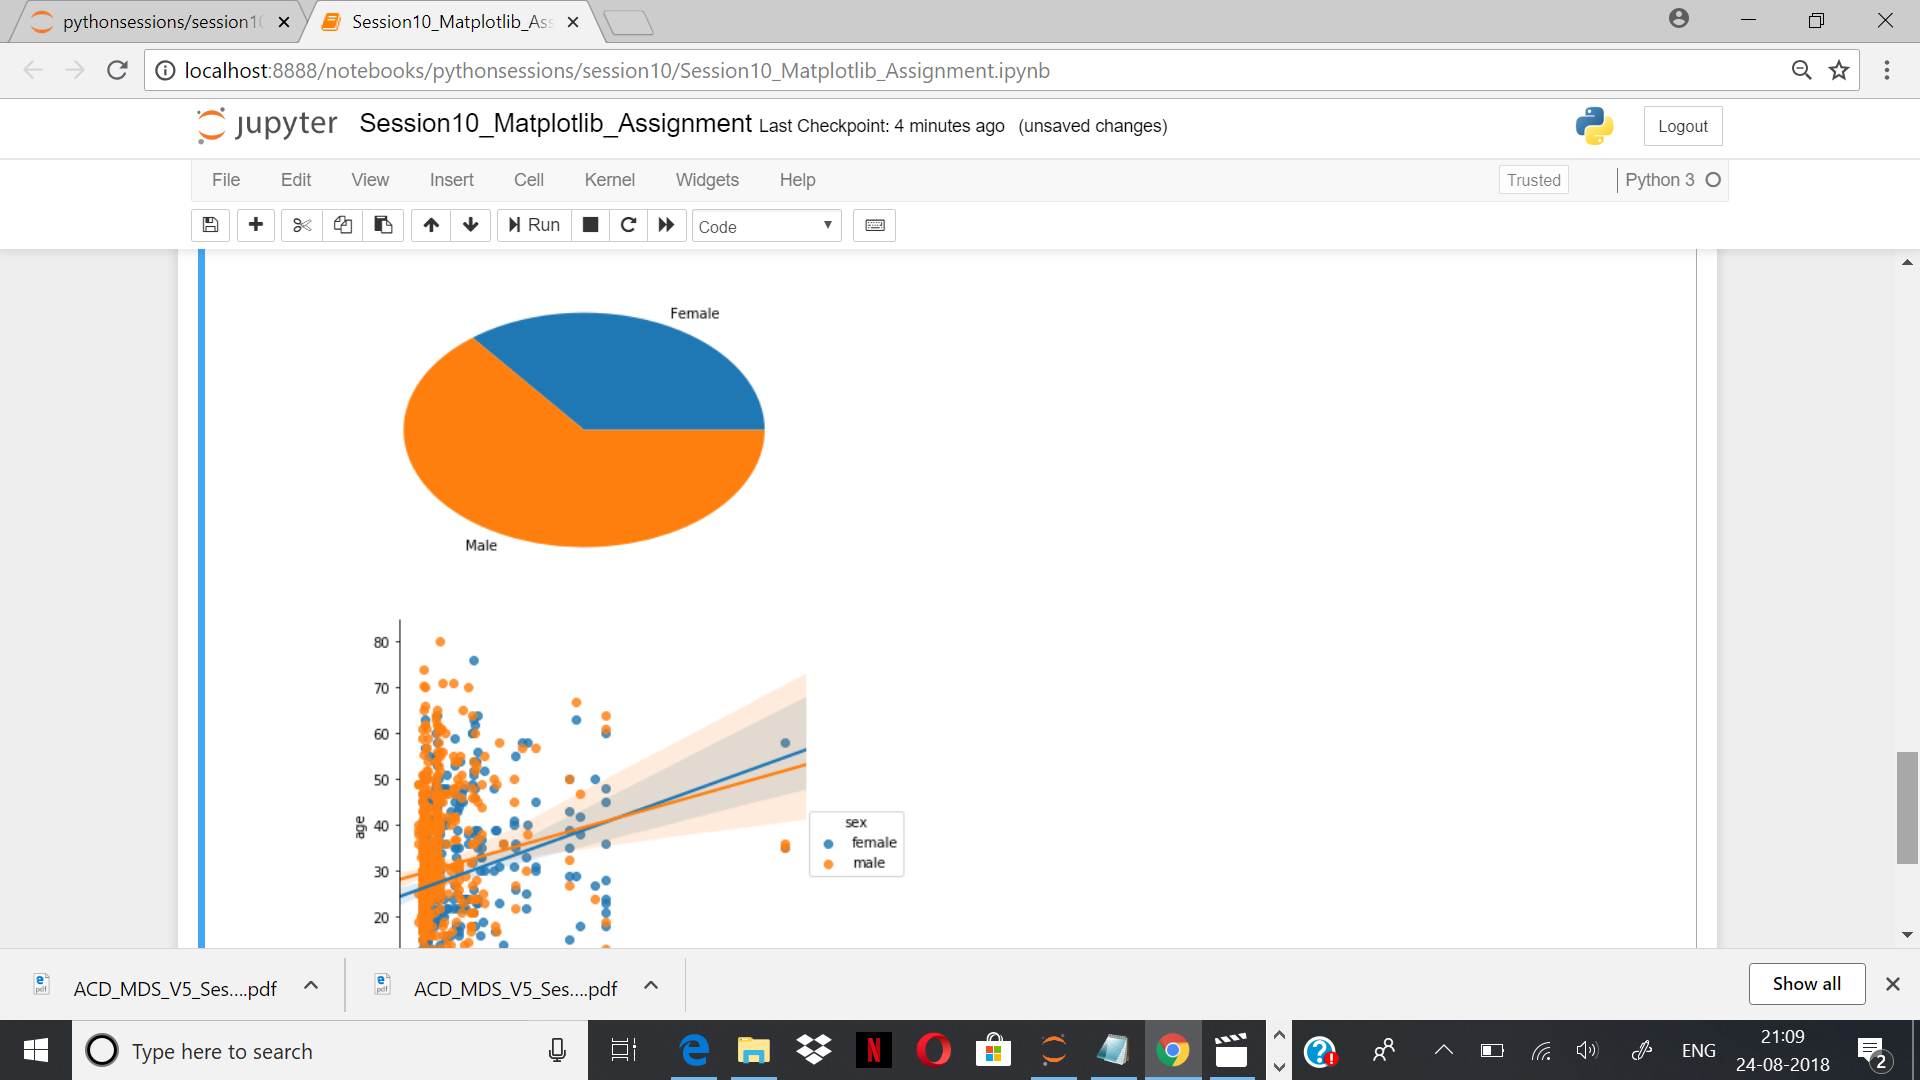 pythonsessions/session10
Session10_Matplotlib_Ass
localhost:8888/notebooks/pythonsessions/session10/Session10_Matplotlib_Assignment.ipynb
jupyter Session10_Matplotlib_Assignment Last Checkpoint: 4 minutes ago (unsaved changes)
Logout
File Edit View Insert Cell Kernel Widgets Help
Trusted
Python 3
Run
Code
Female
Male
80
70
60
50
40
30
20
age
sex
female
male
ACD_MDS_V5_Ses....pdf
ACD_MDS_V5_Ses....pdf
Show all
Type here to search
ENG
21:09
24-08-2018
2